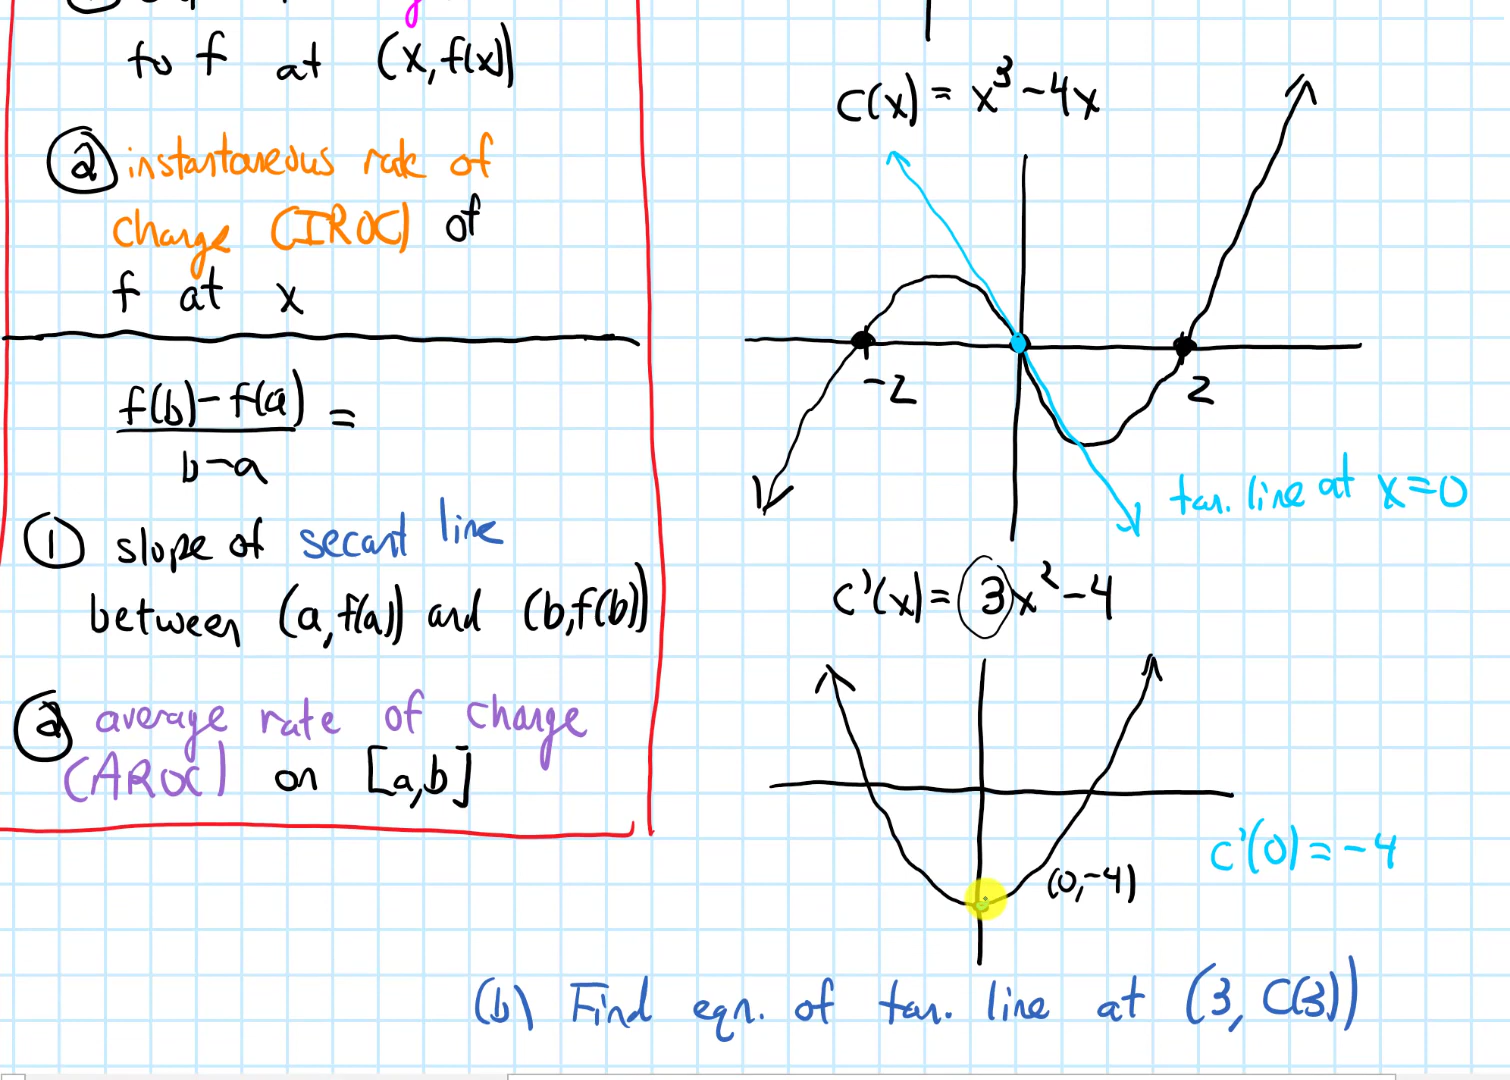 to f at (x, f(x))
② instantaneous rate of
change (IROC) of
f at x
f(b) - f(a) =
b - a
① slope of secant line
between (a, f(a)) and (b, f(b))
② average rate of change
(AROC) on [a,b]
C(x) = x³ - 4x
-2
2
tan. line at x=0
C'(x) = 3x² - 4
(0,-4)
C'(0) = -4
(b) Find eqn. of tan. line at (3, C(3))